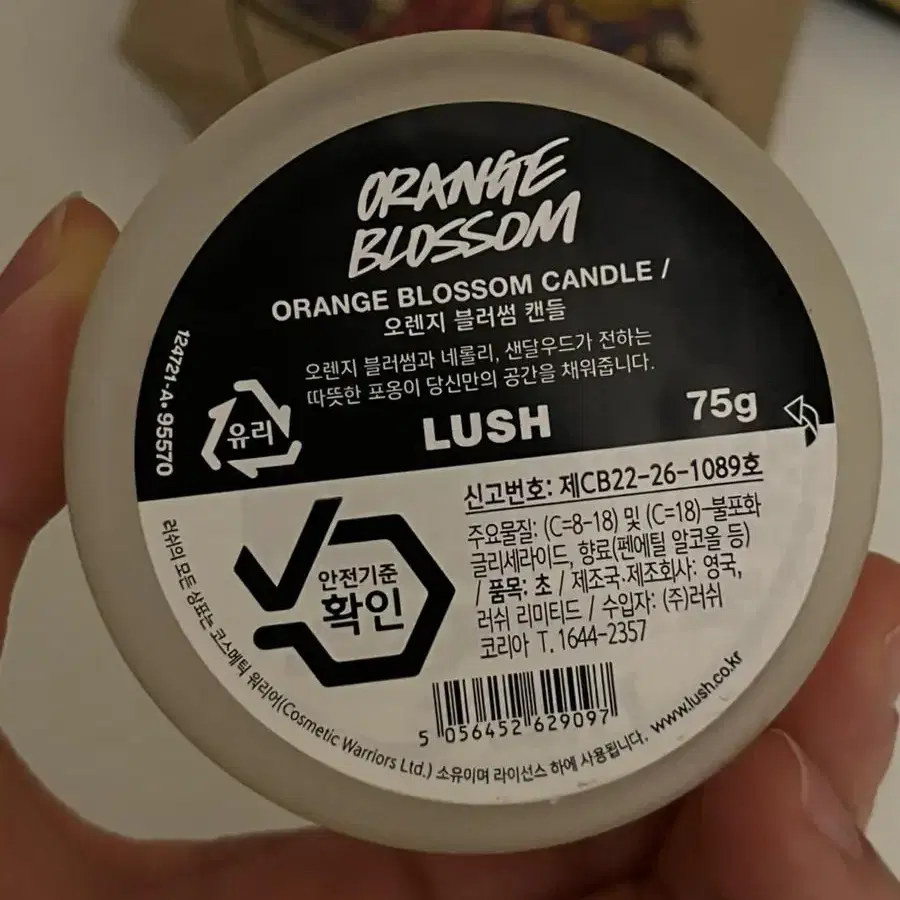 ORANGE
BLOSSOM
ORANGE BLOSSOM CANDLE /
오렌지 블러썸 캔들
오렌지 블러썸과 네롤리, 샌달우드가 전하는
따뜻한 포옹이 당신만의 공간을 채워줍니다.
유리
LUSH
75g
124721-A• 95570
신고번호: 제CB22-26-1089호
주요물질: (C=8-18) 및 (C=18)-불포화
글리세라이드, 향료(펜에틸 알코올 등)
/ 품목: 초 / 제조국.제조회사: 영국,
러쉬 리미티드 / 수입자: (주)러쉬
코리아 T. 1644-2357
안전기준
확인
5 056452 629097
러쉬의 모든 상표는 코스메틱 워리어(Cosmetic Warriors Ltd.) 소유이며 라이선스 하에 사용됩니다. www.lush.co.kr